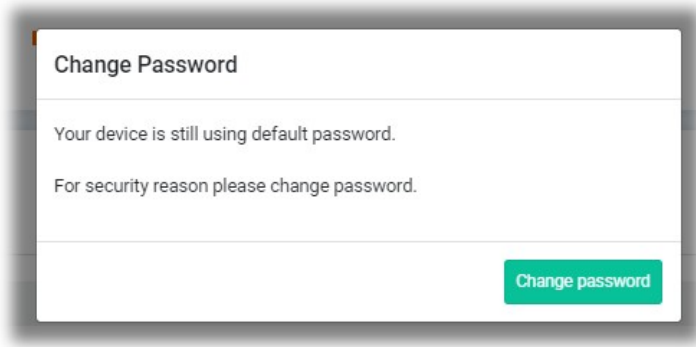 Change Password
Your device is still using default password.
For security reason please change password.
Change password